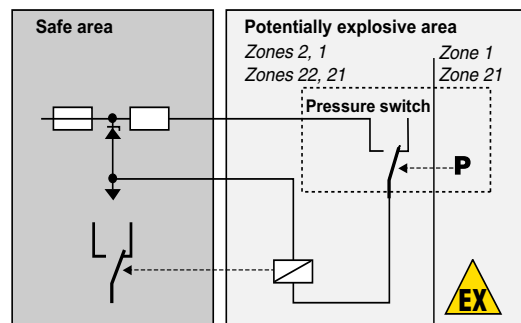 Safe area
Potentially explosive area
Zones 2, 1
Zone 1
Zones 22, 21
Zone 21
Pressure switch
P
EX